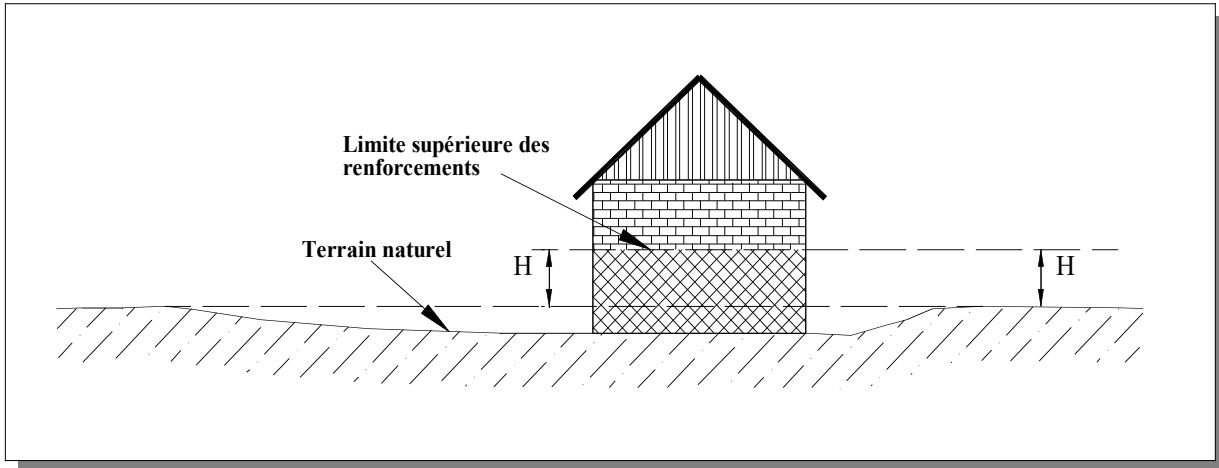 Limite supérieure des
renforcements
Terrain naturel
H
H